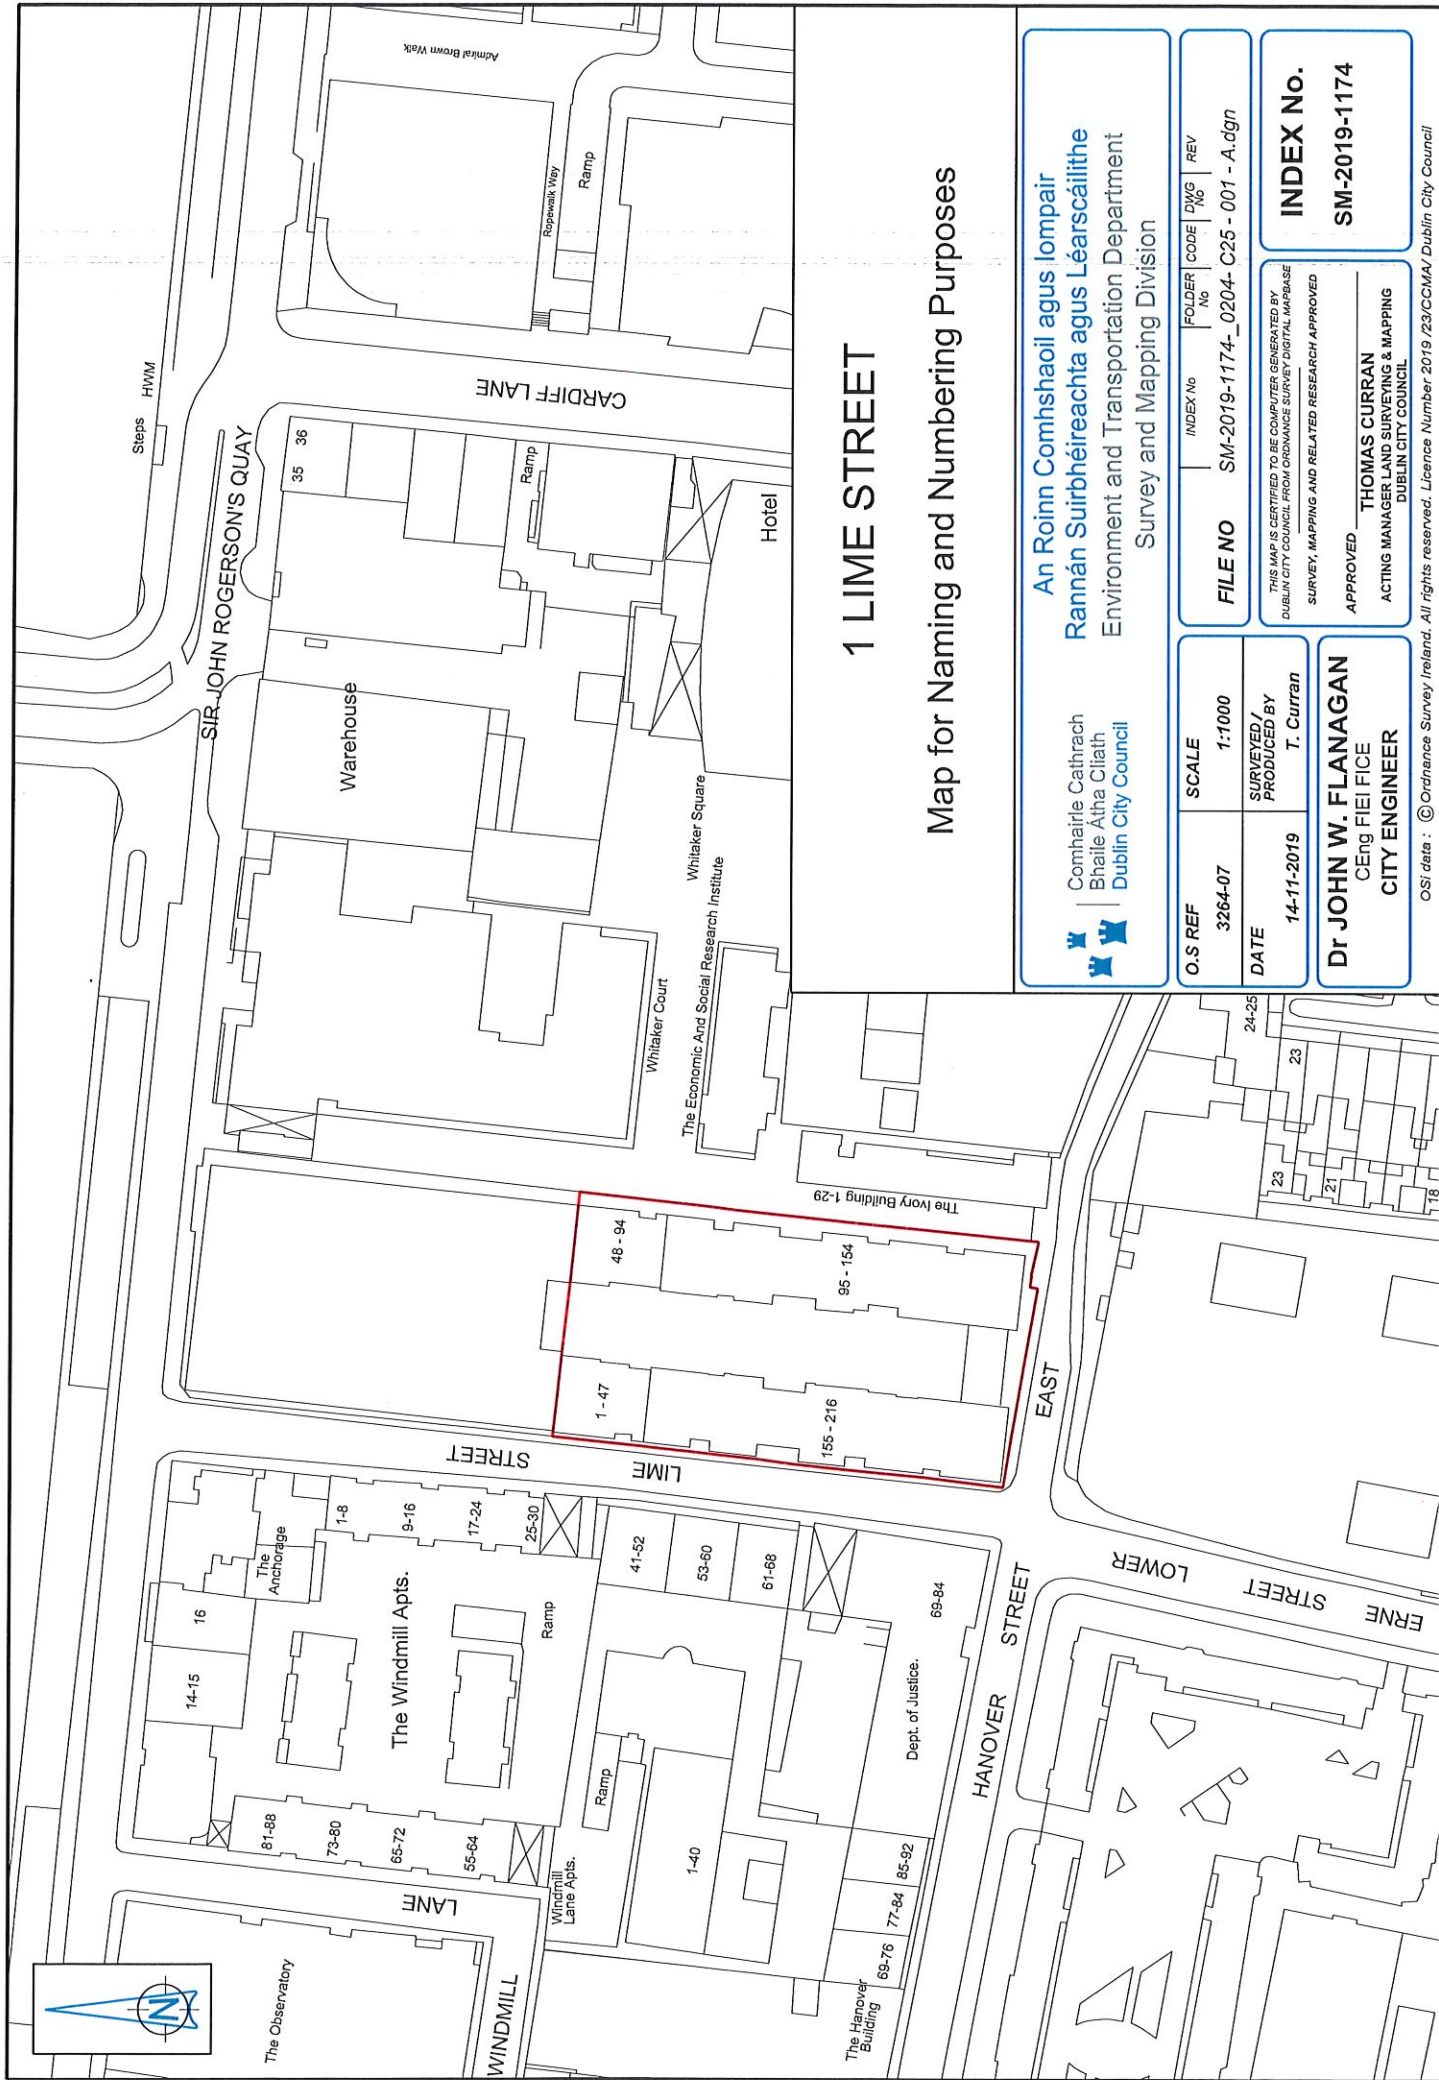 Steps
HWM
SIR JOHN ROGERSON'S QUAY
Admiral Brown Walk
Ropewalk Way
Ramp
CARDIFF LANE
35
36
Ramp
Hotel
Warehouse
Whitaker Square
The Economic And Social Research Institute
Whitaker Court
The Ivory Building 1-29
48 - 94
95 - 154
1 - 47
155 - 216
LIME STREET
EAST
HANOVER STREET
ERNE STREET LOWER
The Anchorage
16
14-15
1-8
9-16
17-24
25-30
The Windmill Apts.
Ramp
81-88
73-80
65-72
55-64
41-52
53-60
61-68
69-84
Dept. of Justice.
Ramp
1-40
Windmill
Lane Apts.
85-92
77-84
69-76
The Hanover
Building
WINDMILL LANE
The Observatory
N
24-25
23
23
21
18
1 LIME STREET
Map for Naming and Numbering Purposes
Comhairle Cathrach
Bhaile Átha Cliath
Dublin City Council
An Roinn Comhshaoil agus Iompair
Rannán Suirbhéireachta agus Léarscáilithe
Environment and Transportation Department
Survey and Mapping Division
O.S REF
3264-07
SCALE
1:1000
DATE
14-11-2019
SURVEYED/
PRODUCED BY
T. Curran
Dr JOHN W. FLANAGAN
CEng FIEI FICE
CITY ENGINEER
INDEX No
FOLDER No
CODE
DWG No
REV
FILE NO
SM-2019-1174-_0204- C25 - 001 - A.dgn
THIS MAP IS CERTIFIED TO BE COMPUTER GENERATED BY
DUBLIN CITY COUNCIL FROM ORDNANCE SURVEY DIGITAL MAPBASE
SURVEY, MAPPING AND RELATED RESEARCH APPROVED
APPROVED
THOMAS CURRAN
ACTING MANAGER LAND SURVEYING & MAPPING
DUBLIN CITY COUNCIL
INDEX No.
SM-2019-1174
OSi data : ©Ordnance Survey Ireland. All rights reserved. Licence Number 2019 /23/CCMA/ Dublin City Council